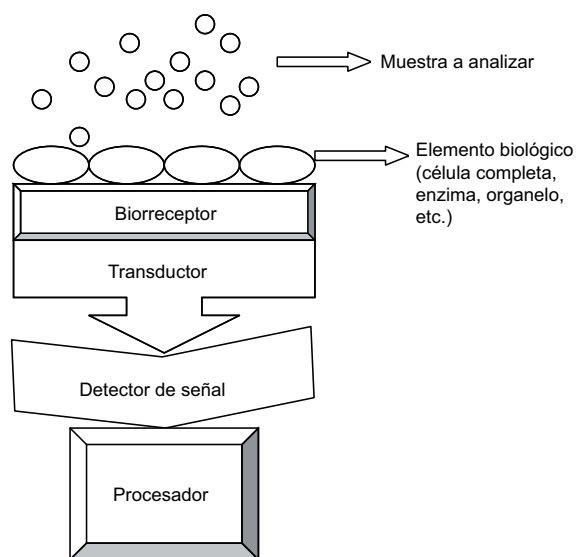 Muestra a analizar
Elemento biológico
(célula completa,
enzima, organelo,
etc.)
Biorreceptor
Transductor
Detector de señal
Procesador